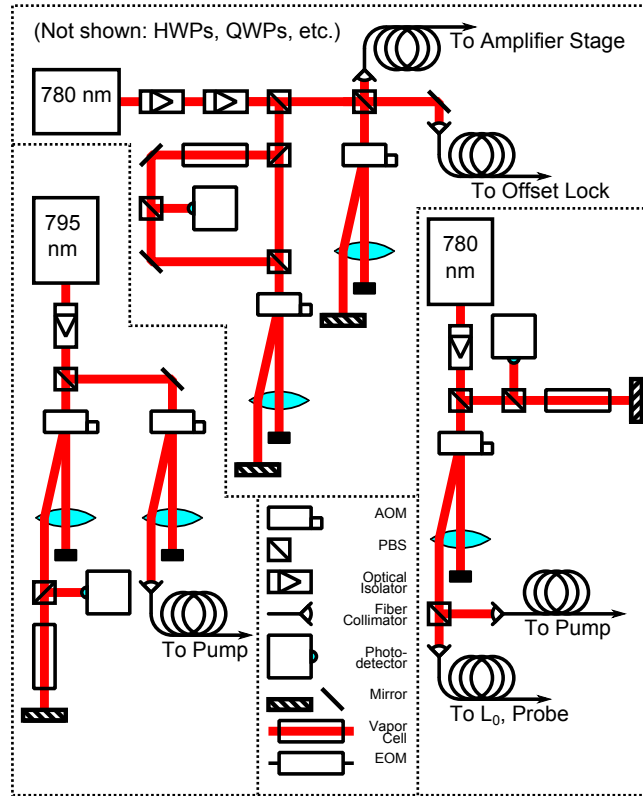 (Not shown: HWPs, QWPs, etc.)
To Amplifier Stage
780 nm
To Offset Lock
795
nm
780
nm
To Pump
To Pump
To L₀, Probe
AOM
PBS
Optical
Isolator
Fiber
Collimator
Photo-
detector
Mirror
Vapor
Cell
EOM